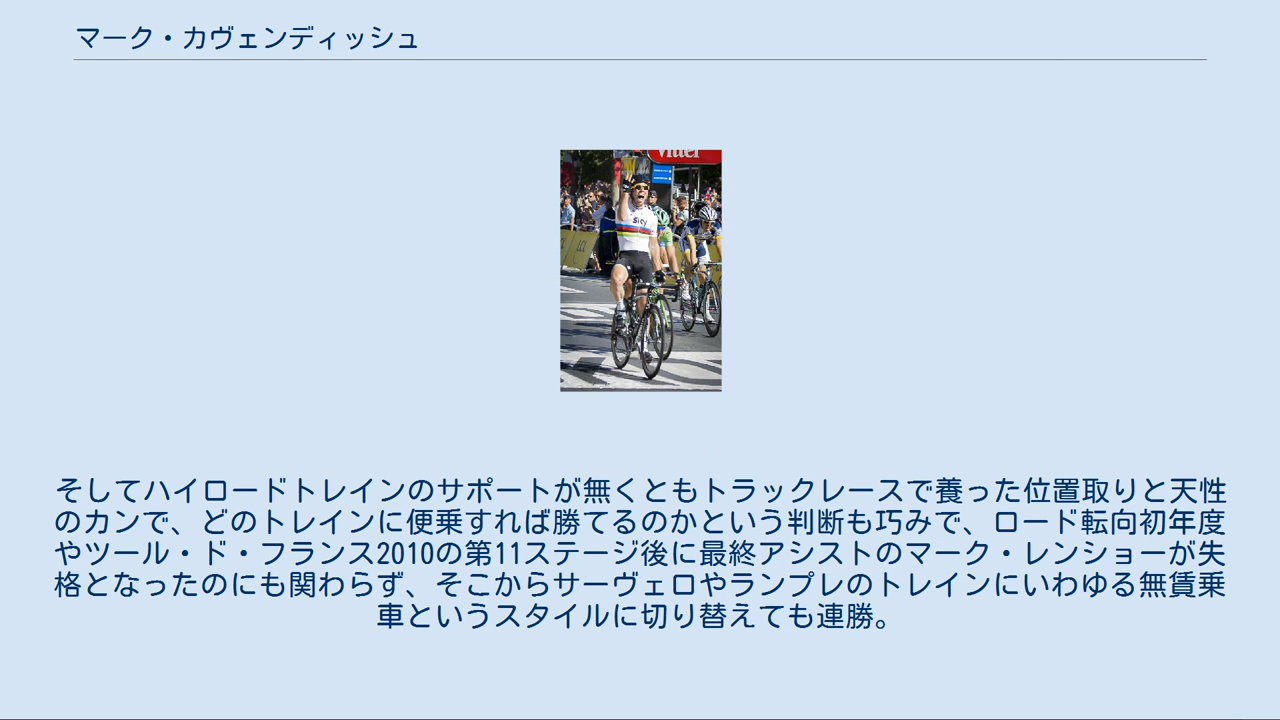 マーク・カヴェンディッシュ
vittel
sky
そしてハイロードトレインのサポートが無くともトラックレースで養った位置取りと天性
のカンで、どのトレインに便乗すれば勝てるのかという判断も巧みで、ロード転向初年度
やツール・ド・フランス2010の第11ステージ後に最終アシストのマーク・レンショーが失
格となったのにも関わらず、そこからサーヴェロやランプレのトレインにいわゆる無賃乗
車というスタイルに切り替えても連勝。